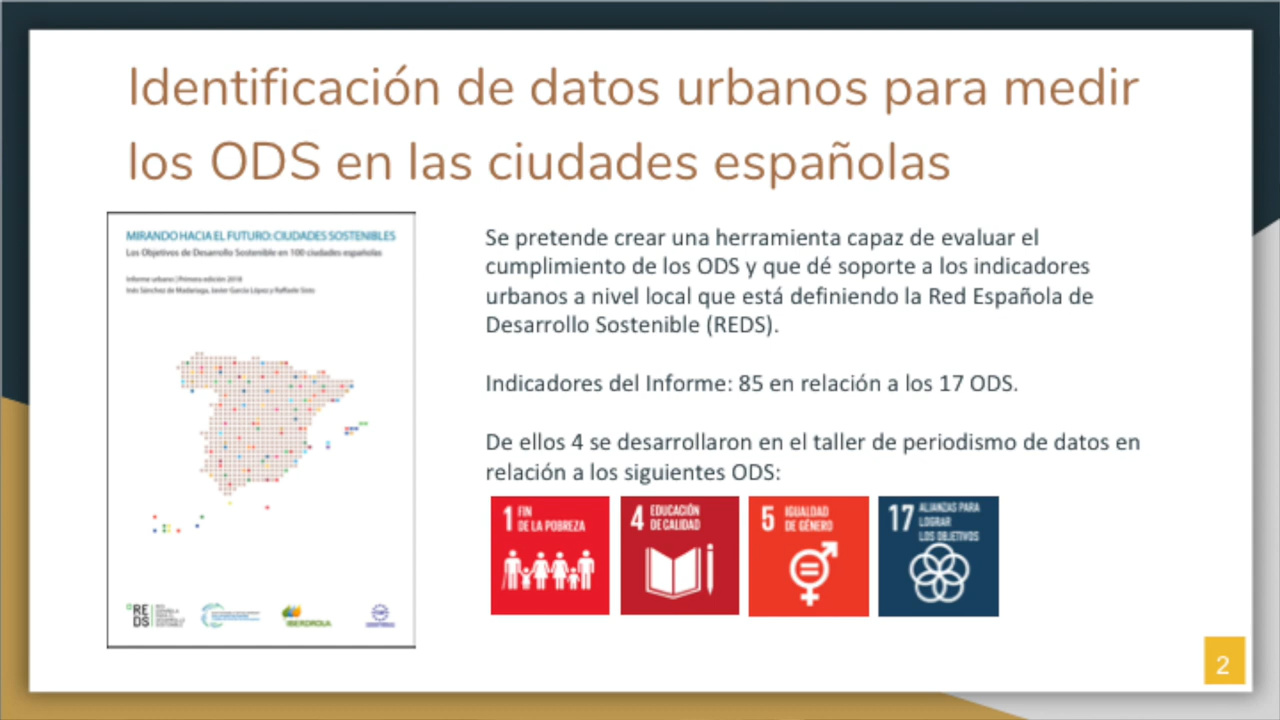 Identificación de datos urbanos para medir
los ODS en las ciudades españolas
MIRANDO HACIA EL FUTURO: CIUDADES SOSTENIBLES
Los Objetivos de Desarrollo Sostenible en 100 ciudades españolas
Informe urbano | Primera edición 2018
Inés Sánchez de Madariaga, Javier García López y Raffaele Sisto
REDS
IBERDROLA
Se pretende crear una herramienta capaz de evaluar el
cumplimiento de los ODS y que dé soporte a los indicadores
urbanos a nivel local que está definiendo la Red Española de
Desarrollo Sostenible (REDS).
Indicadores del Informe: 85 en relación a los 17 ODS.
De ellos 4 se desarrollaron en el taller de periodismo de datos en
relación a los siguientes ODS:
1 FIN
DE LA POBREZA
4 EDUCACIÓN
DE CALIDAD
5 IGUALDAD
DE GÉNERO
17 ALIANZAS PARA
LOGRAR
LOS OBJETIVOS
2